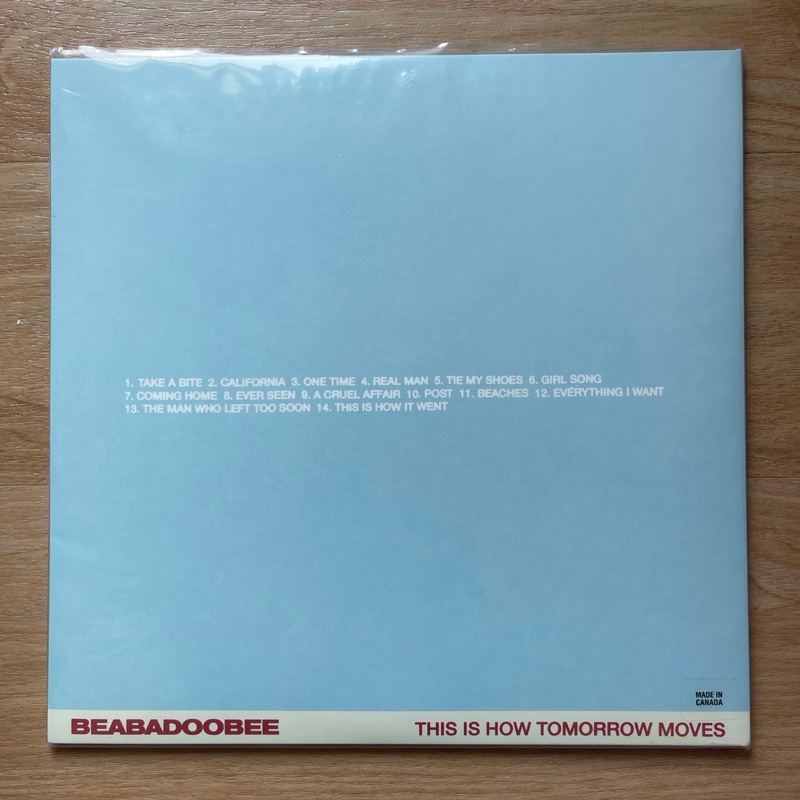 1. TAKE A BITE 2. CALIFORNIA 3. ONE TIME 4. REAL MAN 5. TIE MY SHOES 6. GIRL SONG
7. COMING HOME 8. EVER SEEN 9. A CRUEL AFFAIR 10. POST 11. BEACHES 12. EVERYTHING I WANT
13. THE MAN WHO LEFT TOO SOON 14. THIS IS HOW IT WENT
MADE IN
CANADA
BEABADOOBEE
THIS IS HOW TOMORROW MOVES